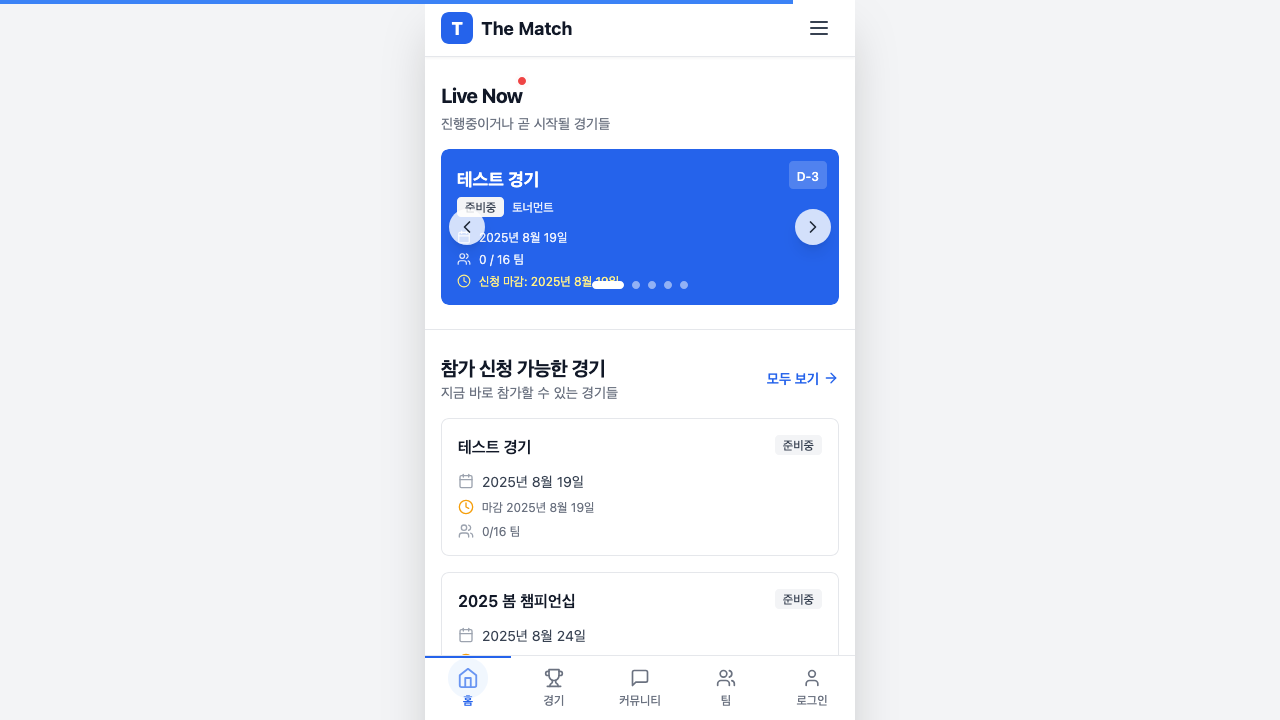 T The Match
Live Now
진행중이거나 곧 시작될 경기들
테스트 경기
D-3
준비중 토너먼트
2025년 8월 19일
0 / 16 팀
신청 마감: 2025년 8월 19일
참가 신청 가능한 경기
모두 보기
지금 바로 참가할 수 있는 경기들
테스트 경기
준비중
2025년 8월 19일
마감 2025년 8월 19일
0/16 팀
2025 봄 챔피언십
준비중
2025년 8월 24일
홈 경기 커뮤니티 팀 로그인